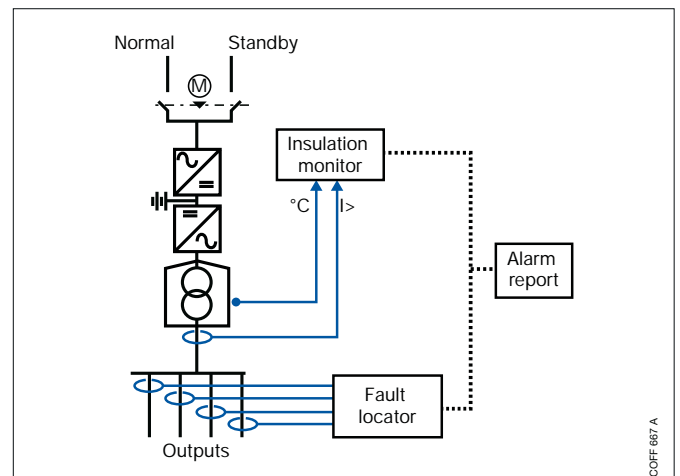 Normal
Standby
M
Insulation
monitor
°C
I>
Alarm
report
Fault
locator
Outputs
COFF 667 A